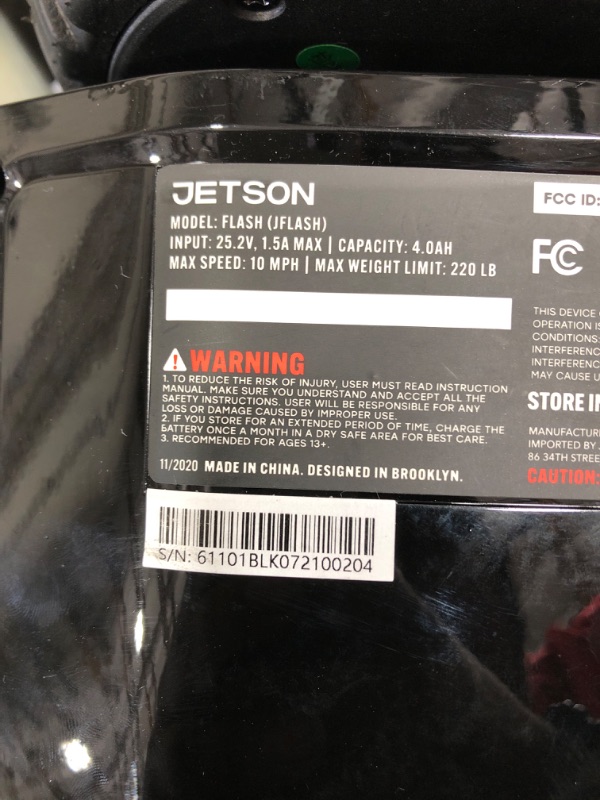 JETSON
MODEL: FLASH (JFLASH)
INPUT: 25.2V, 1.5A MAX | CAPACITY: 4.0AH
MAX SPEED: 10 MPH | MAX WEIGHT LIMIT: 220 LB
WARNING
1. TO REDUCE THE RISK OF INJURY, USER MUST READ INSTRUCTION
MANUAL. MAKE SURE YOU UNDERSTAND AND ACCEPT ALL THE
SAFETY INSTRUCTIONS. USER WILL BE RESPONSIBLE FOR ANY
LOSS OR DAMAGE CAUSED BY IMPROPER USE.
2. IF YOU STORE FOR AN EXTENDED PERIOD OF TIME, CHARGE THE
BATTERY ONCE A MONTH IN A DRY SAFE AREA FOR BEST CARE.
3. RECOMMENDED FOR AGES 13+.
11/2020 MADE IN CHINA. DESIGNED IN BROOKLYN.
S/N: 61101BLK072100204
FCC ID:
FC
THIS DEVICE
OPERATION
CONDITIONS:
MAY CAUSE
STORE
IMPORTED BY
86 34TH STREE
CAUTION: